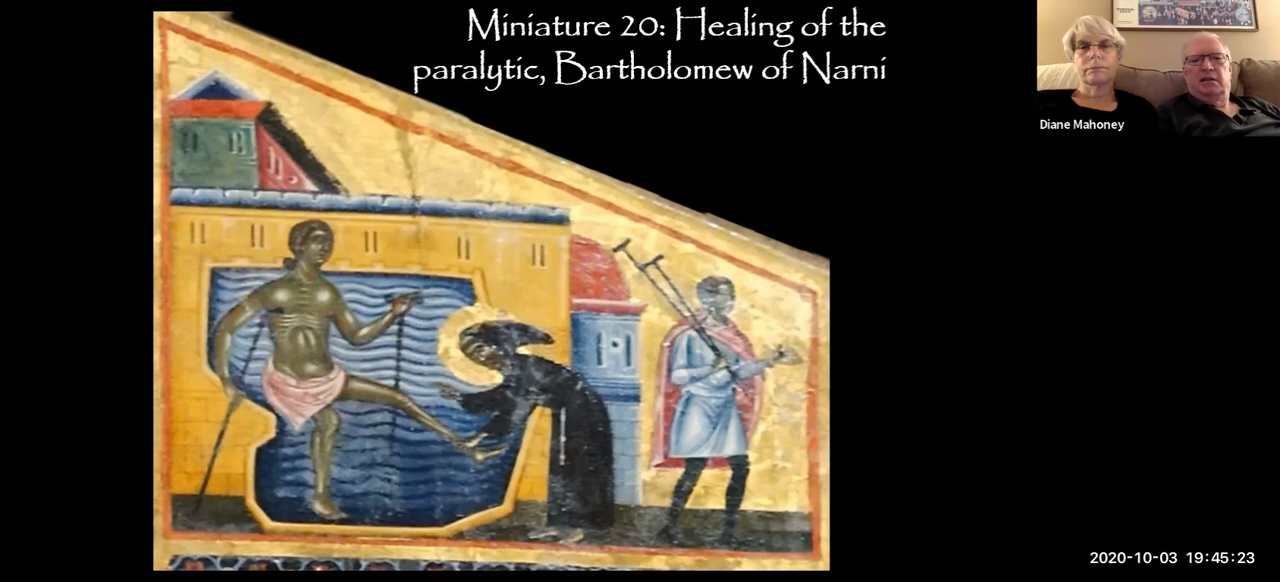 Miniature 20: Healing of the
paralytic, Bartholomew of Narni
Diane Mahoney
2020-10-03 19:45:23